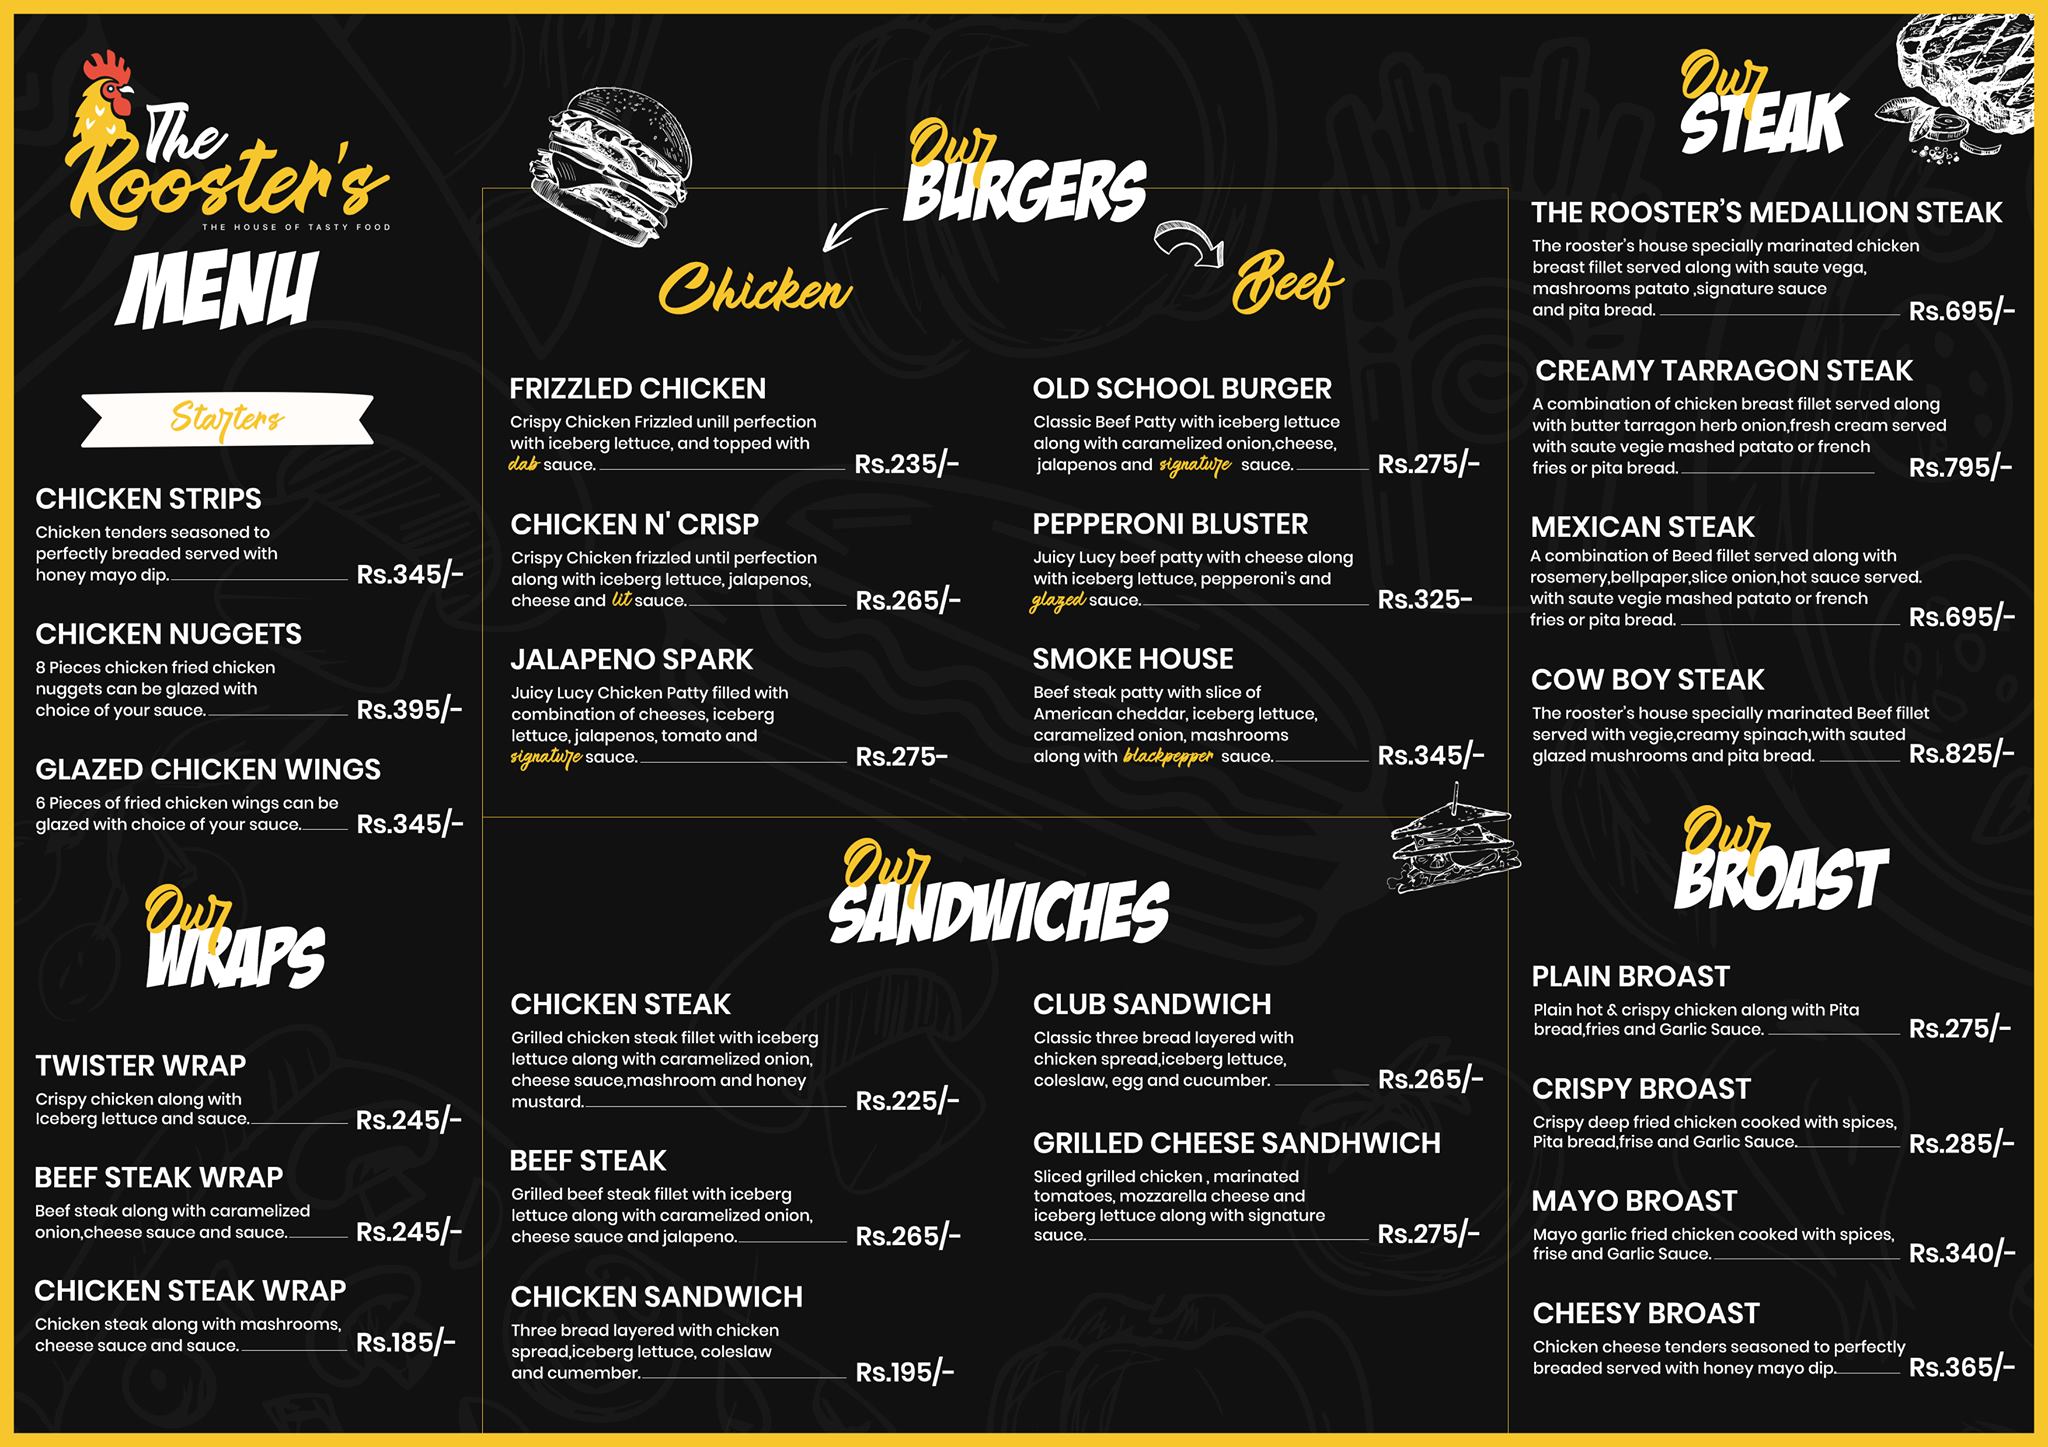 The
Rooster's
THE HOUSE OF TASTY FOOD
MENU
Starters
CHICKEN STRIPS
Chicken tenders seasoned to
perfectly breaded served with
honey mayo dip. Rs.345/-
CHICKEN NUGGETS
8 Pieces chicken fried chicken
nuggets can be glazed with
choice of your sauce. Rs.395/-
GLAZED CHICKEN WINGS
6 Pieces of fried chicken wings can be
glazed with choice of your sauce. Rs.345/-
Our
WRAPS
TWISTER WRAP
Crispy chicken along with
Iceberg lettuce and sauce. Rs.245/-
BEEF STEAK WRAP
Beef steak along with caramelized
onion,cheese sauce and sauce. Rs.245/-
CHICKEN STEAK WRAP
Chicken steak along with mashrooms,
cheese sauce and sauce. Rs.185/-
Our
BURGERS
Chicken
FRIZZLED CHICKEN
Crispy Chicken Frizzled unill perfection
with iceberg lettuce, and topped with
dab sauce. Rs.235/-
CHICKEN N' CRISP
Crispy Chicken frizzled until perfection
along with iceberg lettuce, jalapenos,
cheese and lit sauce. Rs.265/-
JALAPENO SPARK
Juicy Lucy Chicken Patty filled with
combination of cheeses, iceberg
lettuce, jalapenos, tomato and
signature sauce. Rs.275-
Beef
OLD SCHOOL BURGER
Classic Beef Patty with iceberg lettuce
along with caramelized onion,cheese,
jalapenos and signature sauce. Rs.275/-
PEPPERONI BLUSTER
Juicy Lucy beef patty with cheese along
with iceberg lettuce, pepperoni's and
glazed sauce. Rs.325-
SMOKE HOUSE
Beef steak patty with slice of
American cheddar, iceberg lettuce,
caramelized onion, mashrooms
along with blackpepper sauce. Rs.345/-
Our
SANDWICHES
CHICKEN STEAK
Grilled chicken steak fillet with iceberg
lettuce along with caramelized onion,
cheese sauce,mashroom and honey
mustard. Rs.225/-
BEEF STEAK
Grilled beef steak fillet with iceberg
lettuce along with caramelized onion,
cheese sauce and jalapeno. Rs.265/-
CHICKEN SANDWICH
Three bread layered with chicken
spread,iceberg lettuce, coleslaw
and cumember. Rs.195/-
CLUB SANDWICH
Classic three bread layered with
chicken spread,iceberg lettuce,
coleslaw, egg and cucumber. Rs.265/-
GRILLED CHEESE SANDHWICH
Sliced grilled chicken , marinated
tomatoes, mozzarella cheese and
iceberg lettuce along with signature
sauce. Rs.275/-
Our
STEAK
THE ROOSTER'S MEDALLION STEAK
The rooster's house specially marinated chicken
breast fillet served along with saute vega,
mashrooms patato ,signature sauce
and pita bread. Rs.695/-
CREAMY TARRAGON STEAK
A combination of chicken breast fillet served along
with butter tarragon herb onion,fresh cream served
with saute vegie mashed patato or french
fries or pita bread. Rs.795/-
MEXICAN STEAK
A combination of Beed fillet served along with
rosemery,bellpaper,slice onion,hot sauce served.
with saute vegie mashed patato or french
fries or pita bread. Rs.695/-
COW BOY STEAK
The rooster's house specially marinated Beef fillet
served with vegie,creamy spinach,with sauted
glazed mushrooms and pita bread. Rs.825/-
Our
BROAST
PLAIN BROAST
Plain hot & crispy chicken along with Pita
bread,fries and Garlic Sauce. Rs.275/-
CRISPY BROAST
Crispy deep fried chicken cooked with spices,
Pita bread,frise and Garlic Sauce. Rs.285/-
MAYO BROAST
Mayo garlic fried chicken cooked with spices,
frise and Garlic Sauce. Rs.340/-
CHEESY BROAST
Chicken cheese tenders seasoned to perfectly
breaded served with honey mayo dip. Rs.365/-